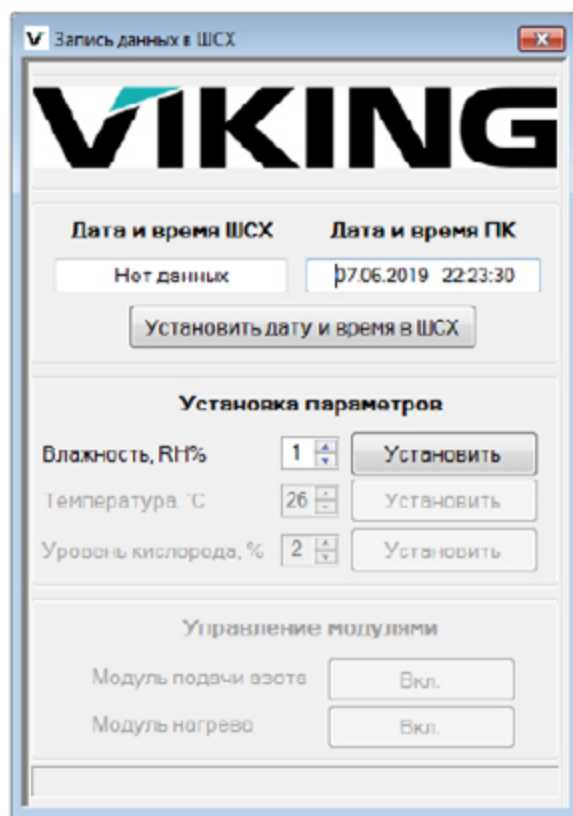 Запись данных в ШСХ
VIKING
Дата и время ШСХ Дата и время ПК
Нет данных 07.06.2019 22:23:30
Установить дату и время в ШСХ
Установка параметров
Влажность, RH% 1 Установить
Температура, °C 26 Установить
Уровень кислорода, % 2 Установить
Управление модулями
Модуль подачи азота Вкл.
Модуль нагрева Вкл.